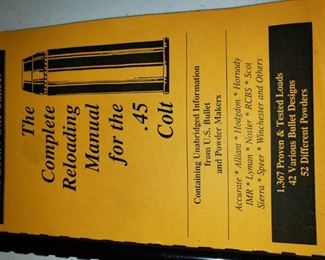 The
Complete
Reloading
Manual
for the
.45
Colt
Containing Unabridged Information
from U.S. Bullet
and Powder Makers
Accurate * Alliant * Hodgdon * Hornady
IMR * Lyman * Nosler * RCBS * Scot
Sierra * Speer * Winchester and Others
1,367 Proven & Tested Loads
42 Various Bullet Designs
52 Different Powders